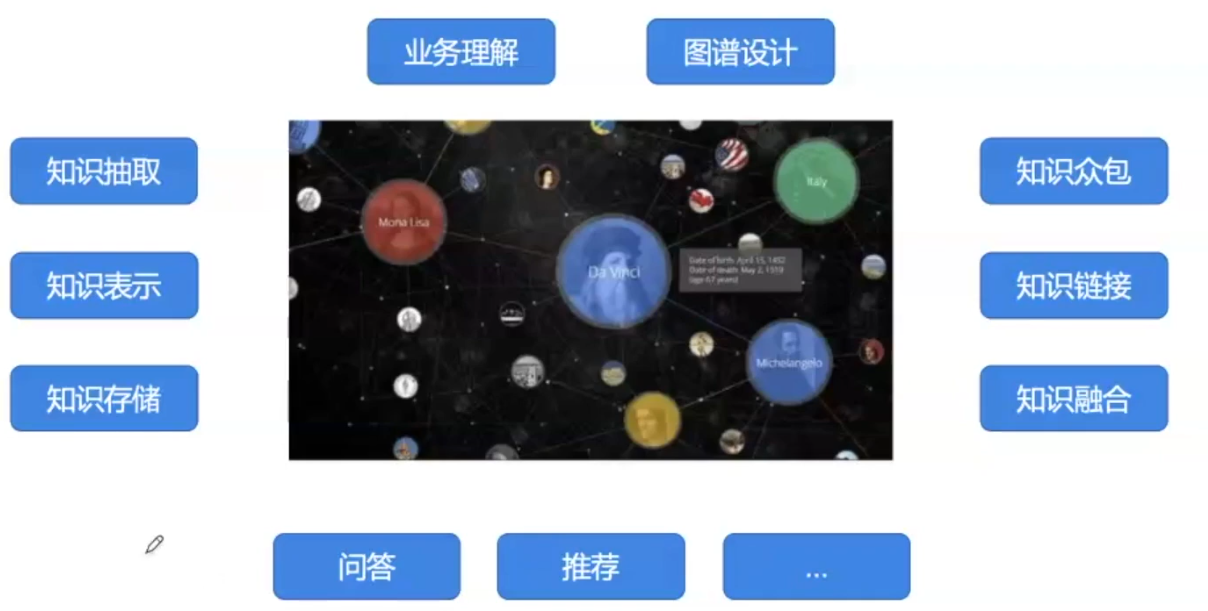 业务理解
图谱设计
知识抽取
知识众包
Mona Lisa
Italy
知识表示
Da Vinci
Date of birth: April 15, 1452
Date of death: May 2, 1519
(age 67 years)
知识链接
Michelangelo
知识存储
知识融合
问答
推荐
...